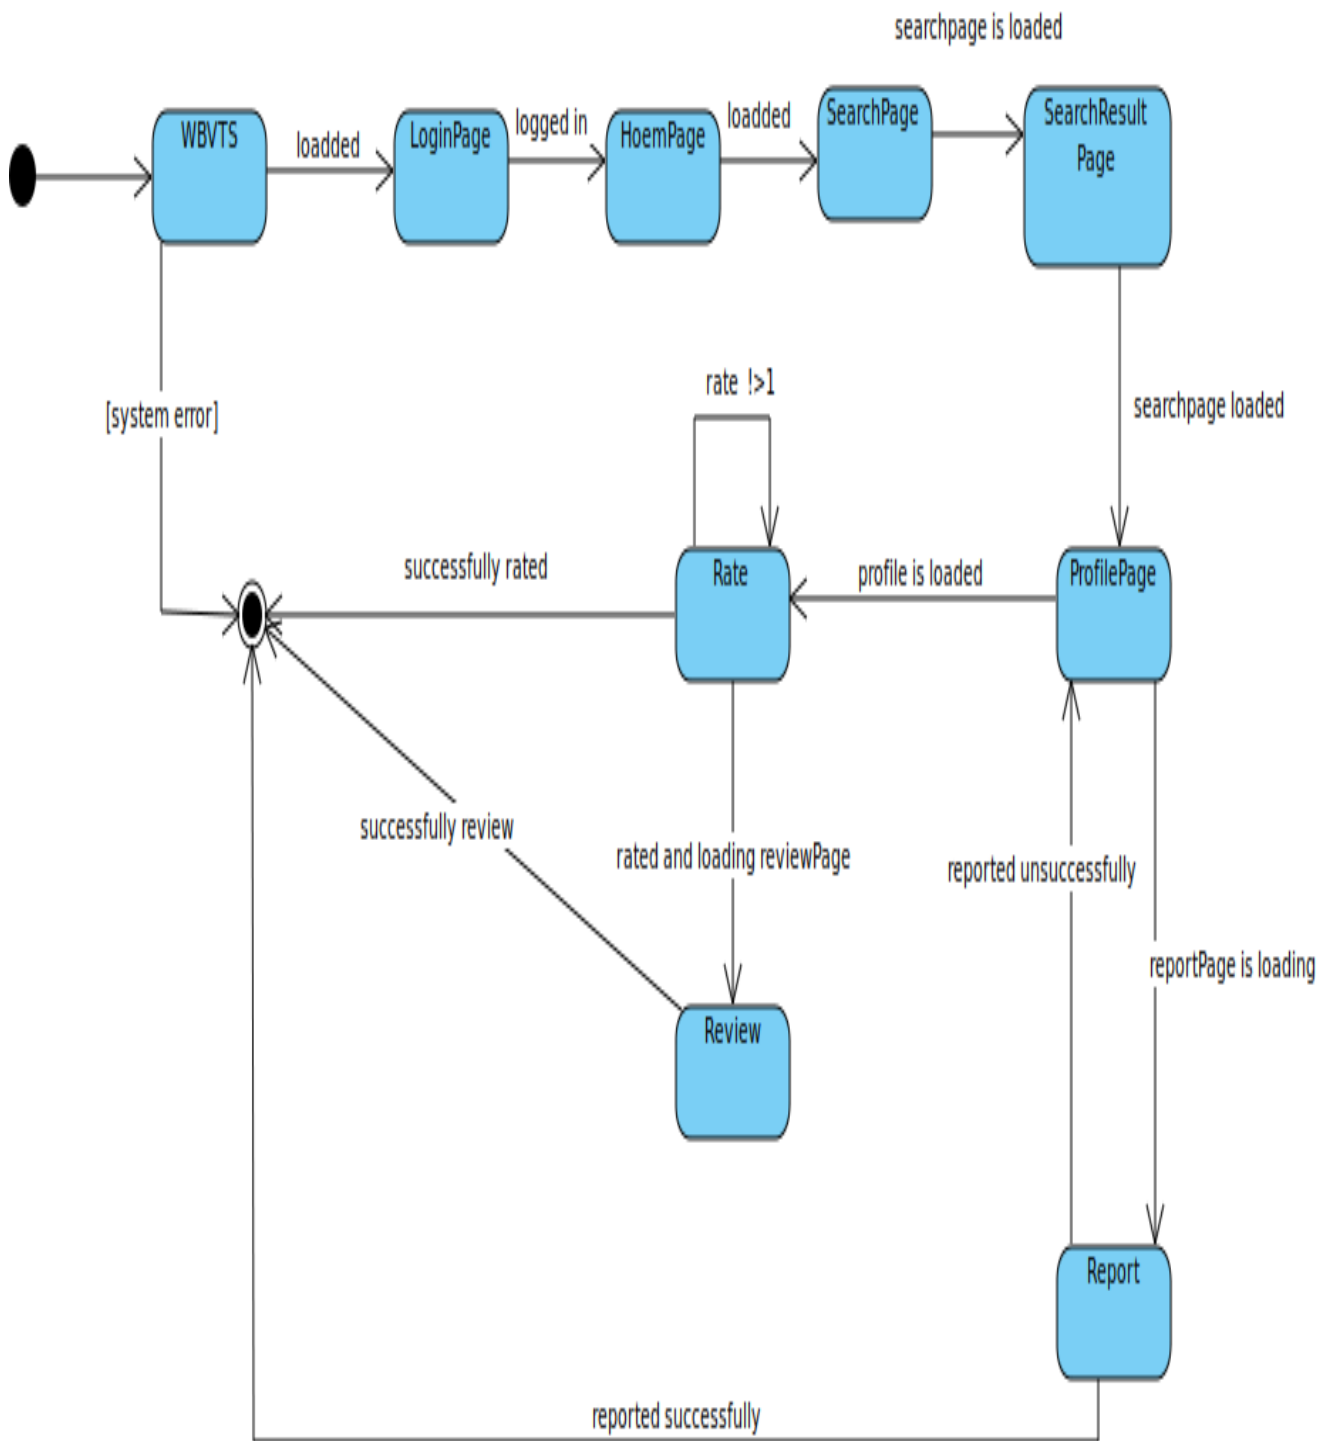 searchpage is loaded
WBVTS
loadded
LoginPage
logged in
HoemPage
loadded
SearchPage
SearchResult
Page
[system error]
rate !>1
searchpage loaded
successfully rated
Rate
profile is loaded
ProfilePage
successfully review
rated and loading reviewPage
reported unsuccessfully
reportPage is loading
Review
Report
reported successfully